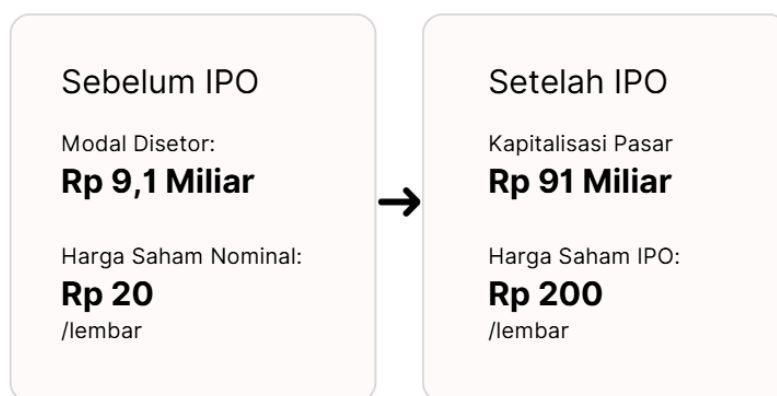 Sebelum IPO
Modal Disetor:
Rp 9,1 Miliar
Harga Saham Nominal:
Rp 20
/lembar
Setelah IPO
Kapitalisasi Pasar
Rp 91 Miliar
Harga Saham IPO:
Rp 200
/lembar